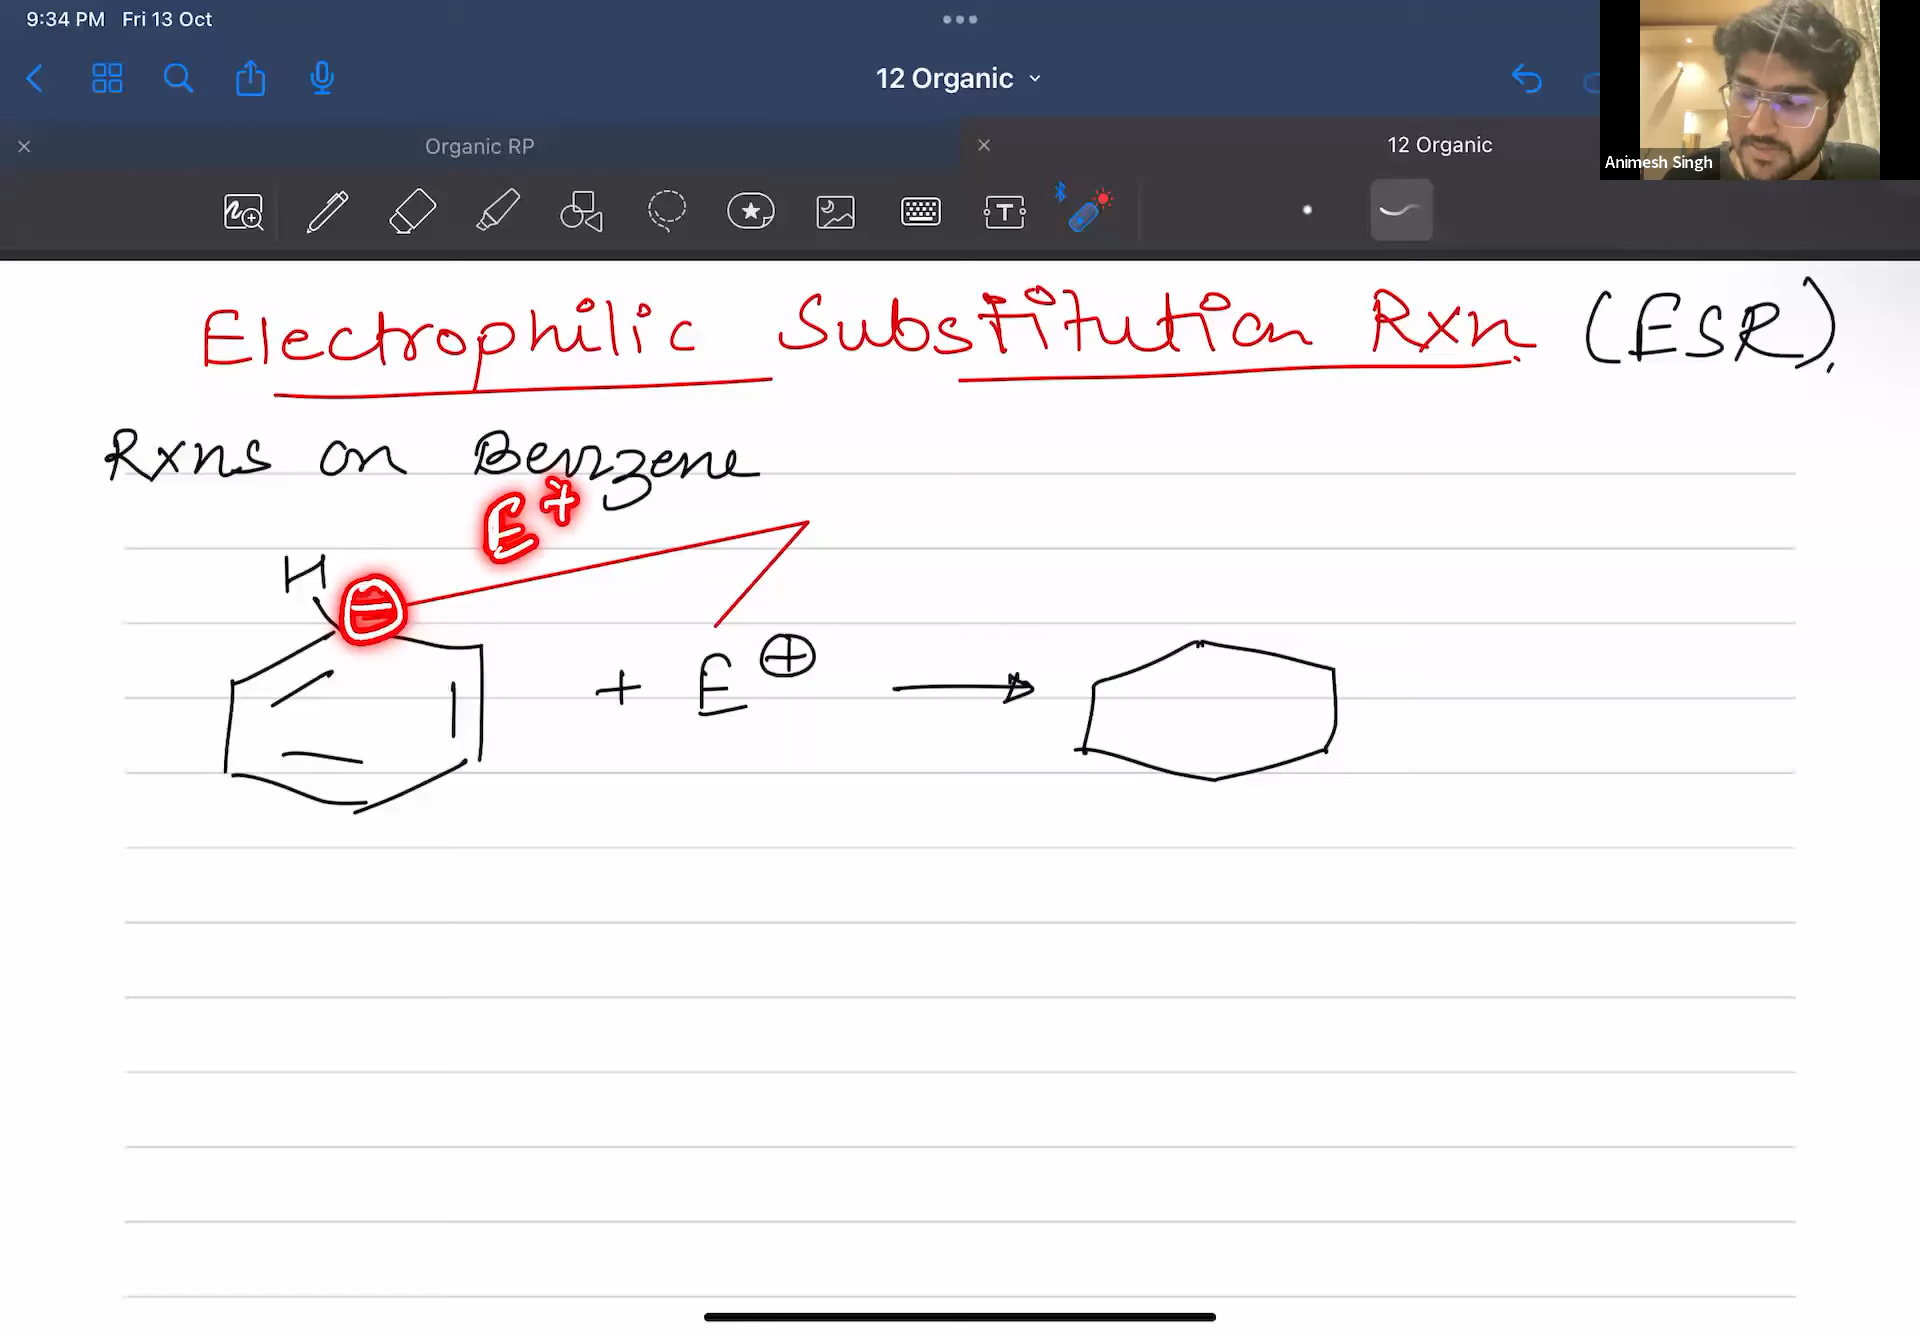 9:34 PM Fri 13 Oct
12 Organic
Organic RP
12 Organic
Animesh Singh
T
Electrophilic Substitution Rxn. (ESR).
Rxns on Benzene
E+
H
+ E + →